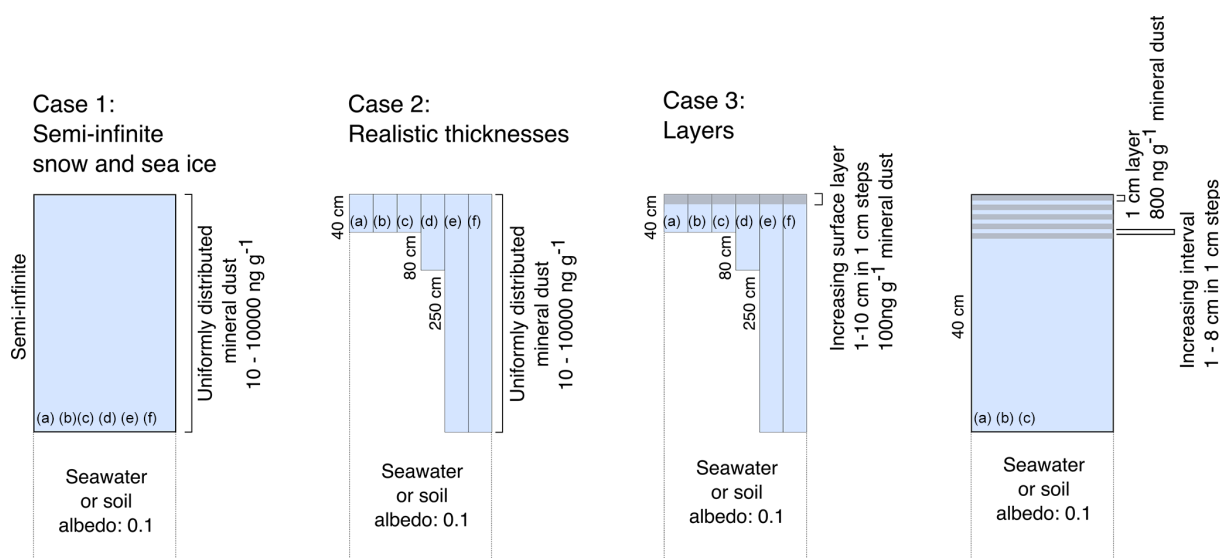 Case 1:
Semi-infinite
snow and sea ice
Semi-infinite
(a) (b)(c) (d) (e) (f)
Uniformly distributed
mineral dust
10 - 10000 ng g-1
Seawater
or soil
albedo: 0.1
Case 2:
Realistic thicknesses
40 cm
(a) (b) (c) (d) (e) (f)
80 cm
250 cm
Uniformly distributed
mineral dust
10 - 10000 ng g-1
Seawater
or soil
albedo: 0.1
Case 3:
Layers
40 cm
(a) (b) (c) (d) (e) (f)
80 cm
250 cm
Increasing surface layer
1-10 cm in 1 cm steps
100ng g-1 mineral dust
Seawater
or soil
albedo: 0.1
1 cm layer
800 ng g-1 mineral dust
Increasing interval
1 - 8 cm in 1 cm steps
40 cm
(a) (b) (c)
Seawater
or soil
albedo: 0.1